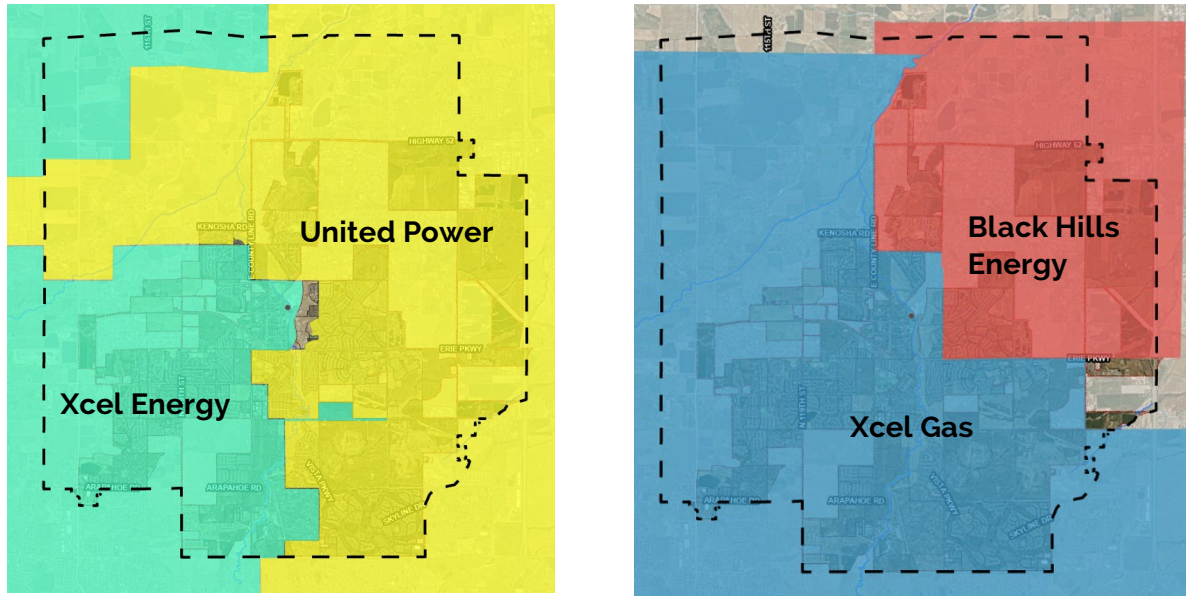 115TH ST
HIGHWAY 52
KENOSHA RD
E COUNTY LINE RD
United Power
ERIE PKWY
Xcel Energy
ARAPAHOE RD
ARAPAHOE RD
VISTA PKWY
SKYLINE DR
115TH ST
HIGHWAY 52
KENOSHA RD
E COUNTY LINE RD
Black Hills
Energy
ERIE PKWY
N 119TH ST
Xcel Gas
ARAPAHOE RD
ARAPAHOE RD
VISTA PKWY
SKYLINE DR